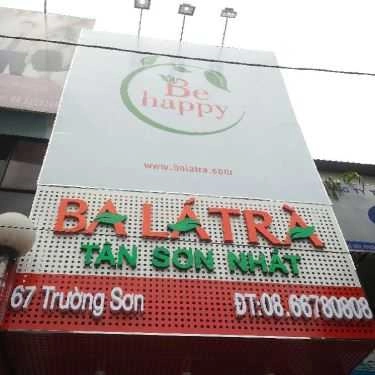 Be
happy
www.balatra.com
BA LÁ TRÀ
TÂN SƠN NHẤT
67 Trường Sơn
ĐT:08.66780808